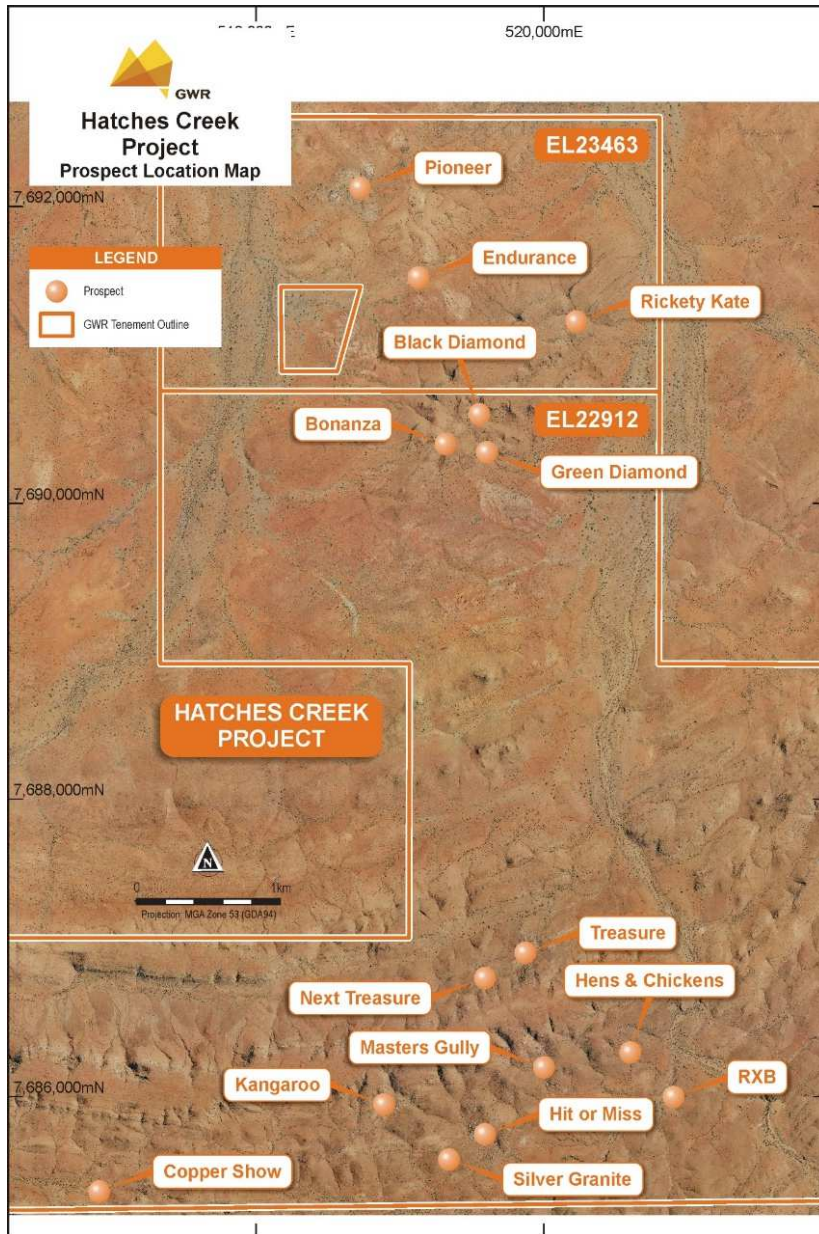 520,000mE
GWR
Hatches Creek
Project
Prospect Location Map
EL23463
Pioneer
7,692,000mN
LEGEND
Prospect
GWR Tenement Outline
Endurance
Rickety Kate
Black Diamond
EL22912
Bonanza
Green Diamond
7,690,000mN
HATCHES CREEK
PROJECT
7,688,000mN
N
0 1km
Projection: MGA Zone 53 (GDA94)
Treasure
Hens & Chickens
Next Treasure
Masters Gully
RXB
7,686,000mN
Kangaroo
Hit or Miss
Copper Show
Silver Granite